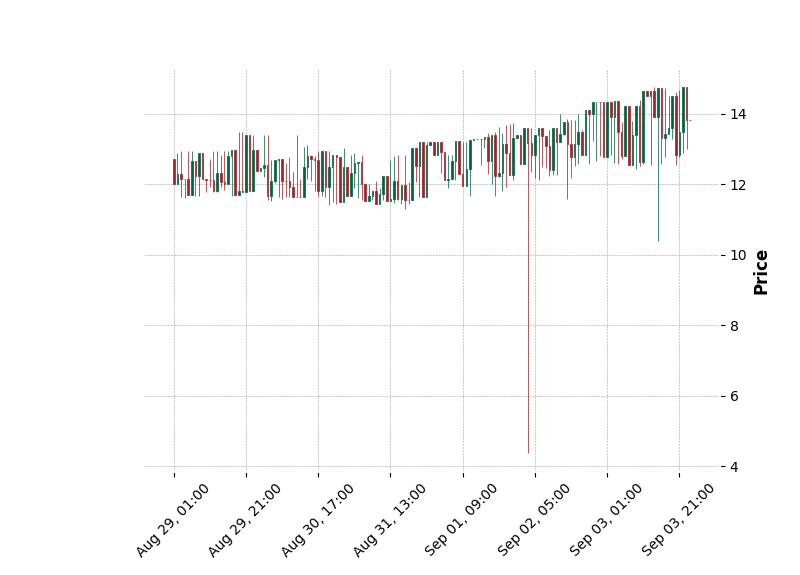 14
12
10
8
6
4
Price
Aug 29, 01:00
Aug 29, 21:00
Aug 30, 17:00
Aug 31, 13:00
Sep 01, 09:00
Sep 02, 05:00
Sep 03, 01:00
Sep 03, 21:00